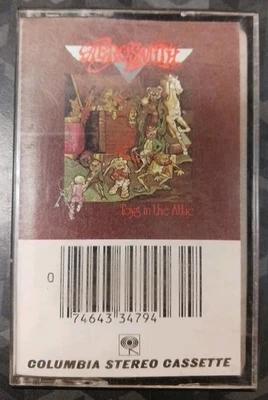 AEROSMITH
Toys in the Attic
0
74643 34794
COLUMBIA STEREO CASSETTE